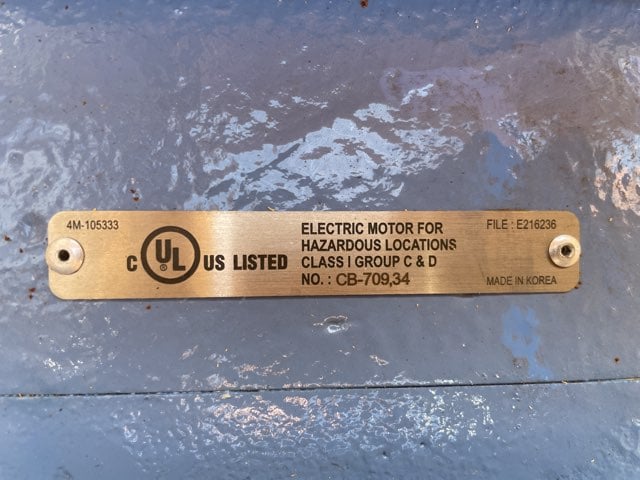 4M-105333
C UL® US LISTED
ELECTRIC MOTOR FOR
HAZARDOUS LOCATIONS
CLASS I GROUP C & D
NO. : CB-709,34
FILE : E216236
MADE IN KOREA